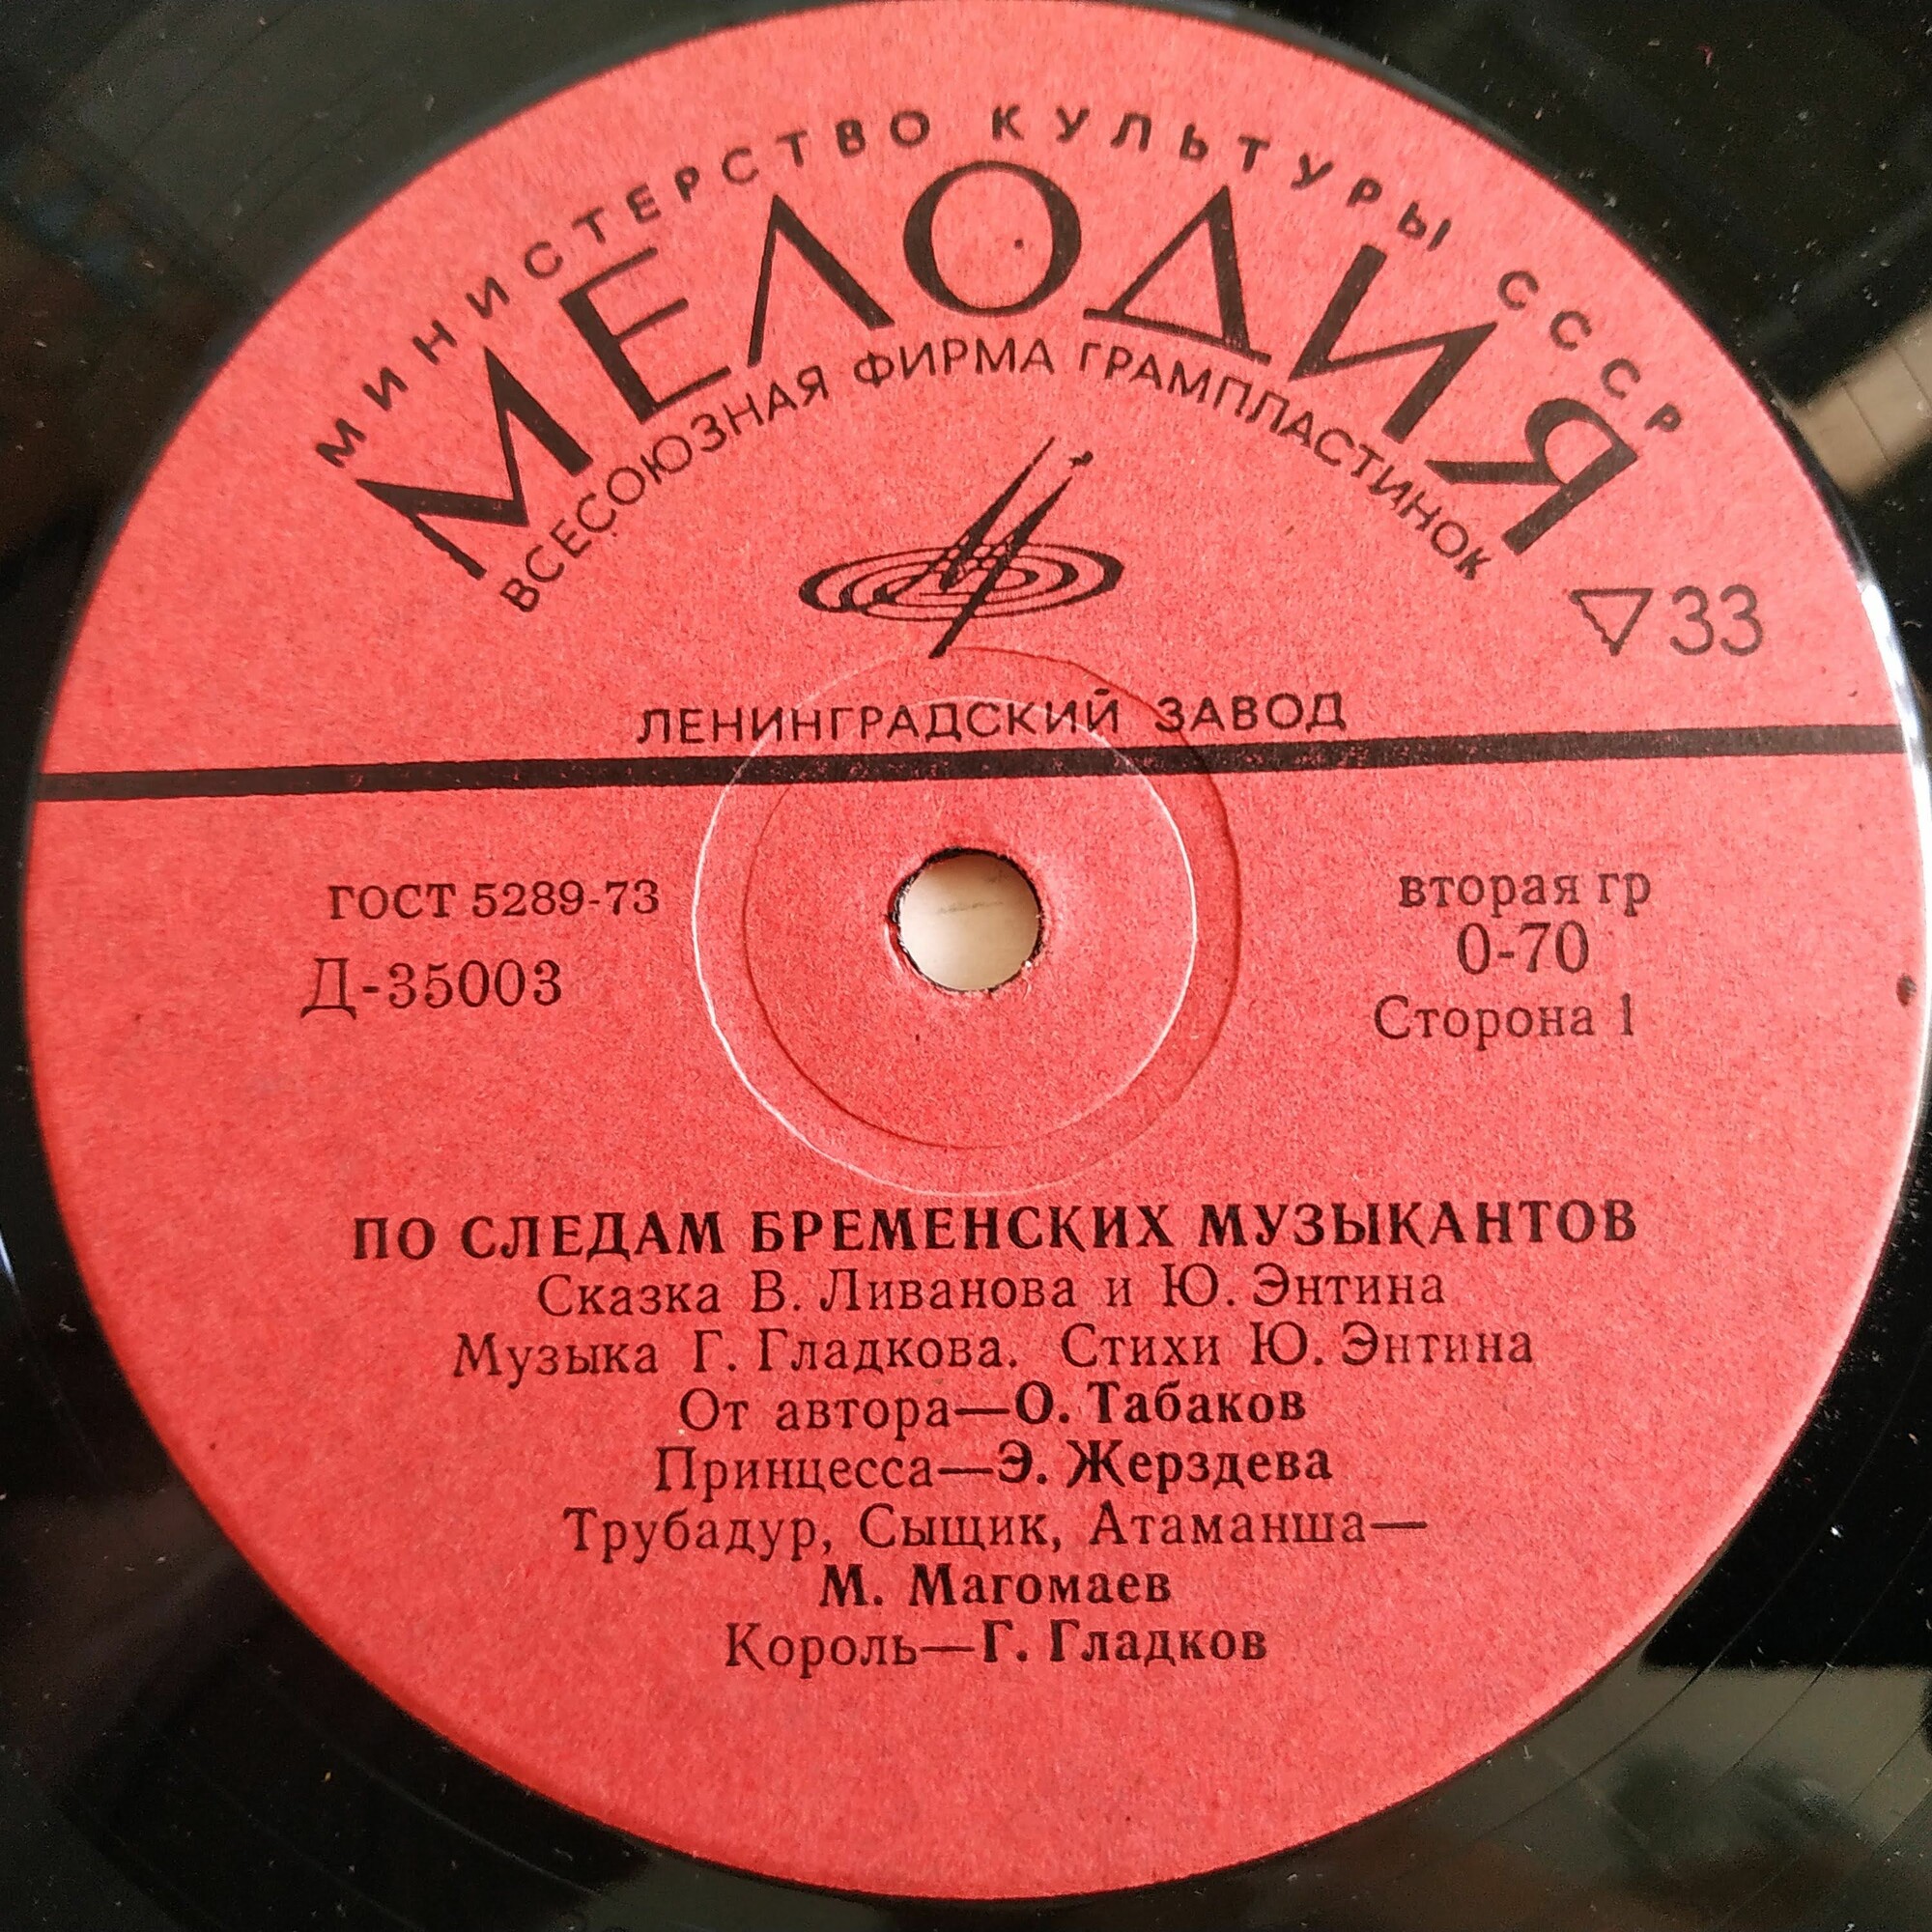 МИНИСТЕРСТВО КУЛЬТУРЫ СССР
МЕЛОДИЯ
ВСЕСОЮЗНАЯ ФИРМА ГРАМПЛАСТИНОК
33
ЛЕНИНГРАДСКИЙ ЗАВОД
ГОСТ 5289-73
Д-35003
вторая гр
0-70
Сторона 1
ПО СЛЕДАМ БРЕМЕНСКИХ МУЗЫКАНТОВ
Сказка В. Ливанова и Ю. Энтина
Музыка Г. Гладкова. Стихи Ю. Энтина
От автора—О. Табаков
Принцесса—Э. Жерздева
Трубадур, Сыщик, Атаманша—
М. Магомаев
Король—Г. Гладков